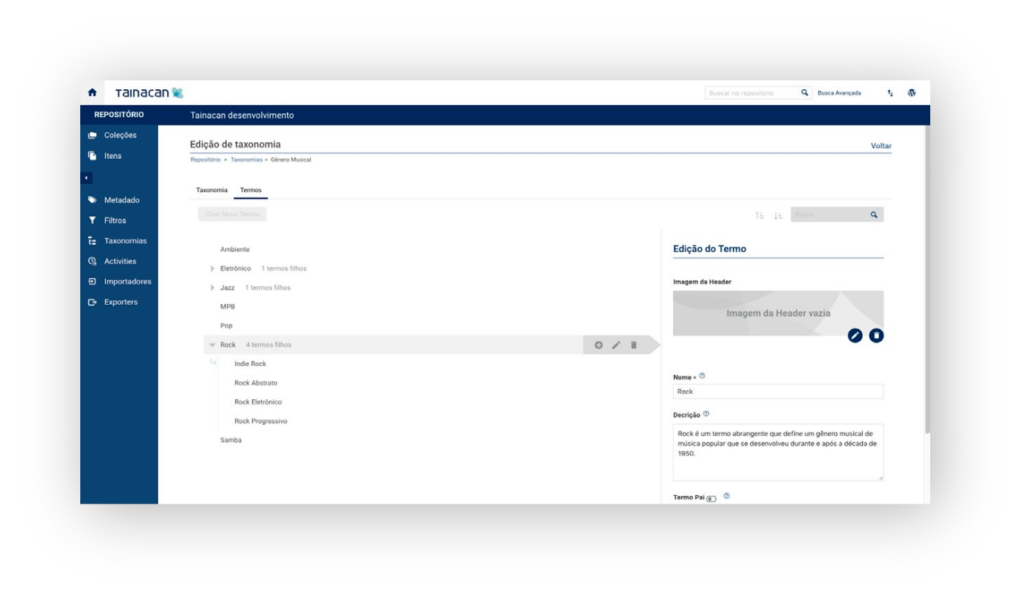 Tainacan
Buscar no repositório
Busca Avançada
REPOSITÓRIO
Tainacan desenvolvimento
Coleções
Itens
Metadado
Filtros
Taxonomias
Activities
Importadores
Exporters
Edição de taxonomia
Voltar
Repositório > Taxonomias > Gênero Musical
Taxonomia Termos
Criar Novo Termo
Ambiente
Eletrônico 1 termos filhos
Jazz 1 termos filhos
MPB
Pop
Rock 4 termos filhos
Indie Rock
Rock Abstrato
Rock Eletrônico
Rock Progressivo
Samba
Edição do Termo
Imagem da Header
Imagem da Header vazia
Nome *
Rock
Decrição
Rock é um termo abrangente que define um gênero musical de
música popular que se desenvolveu durante e após a década de
1950.
Termo Pai